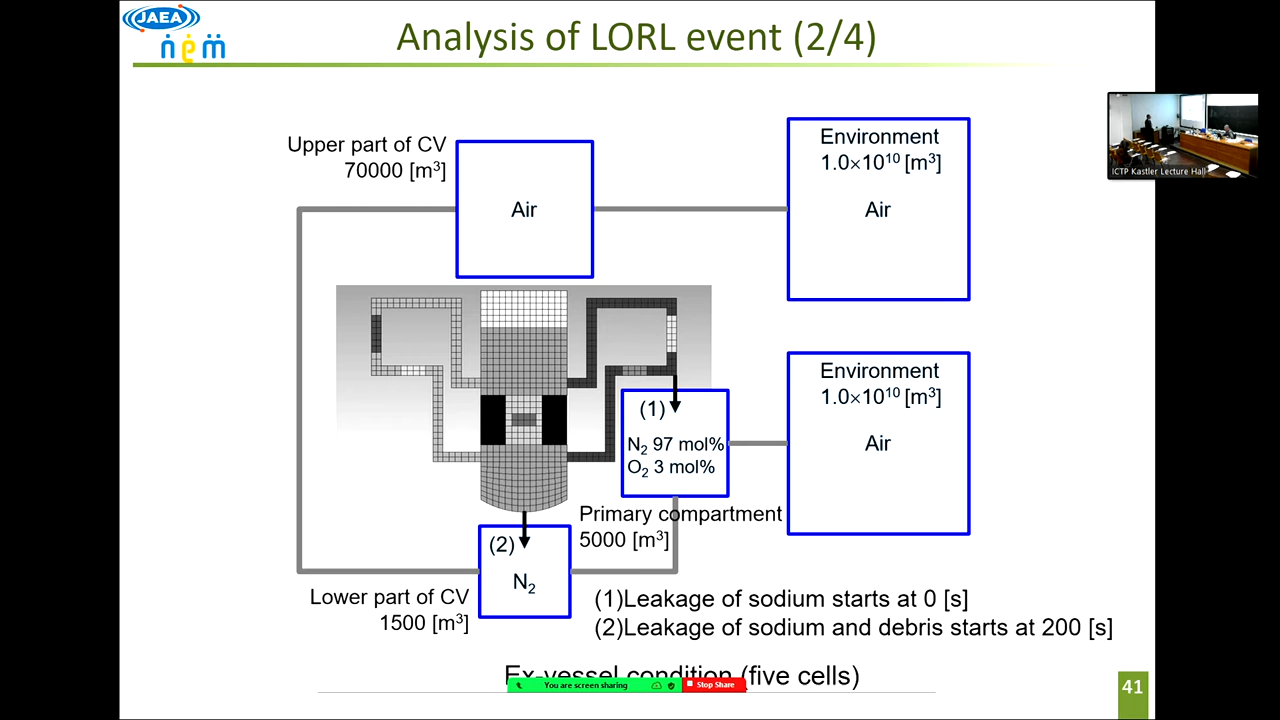 JAEA
Analysis of LORL event (2/4)
Upper part of CV
70000 [m³]
Air
Environment
1.0×10¹⁰ [m³]
Air
ICTP Kastler Lecture Hall
Environment
1.0×10¹⁰ [m³]
Air
(1)
N₂ 97 mol%
O₂ 3 mol%
Primary compartment
5000 [m³]
(2)
N₂
Lower part of CV
1500 [m³]
(1)Leakage of sodium starts at 0 [s]
(2)Leakage of sodium and debris starts at 200 [s]
Ex-vessel condition (five cells)
You are screen sharing
Stop Share
41